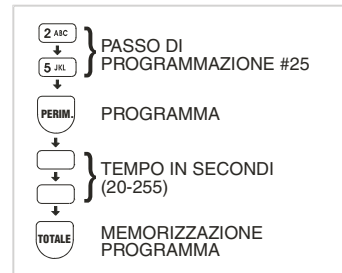 2 ABC
PASSO DI
PROGRAMMAZIONE #25
5 JKL
PERIM.
PROGRAMMA
TEMPO IN SECONDI
(20-255)
TOTALE
MEMORIZZAZIONE
PROGRAMMA